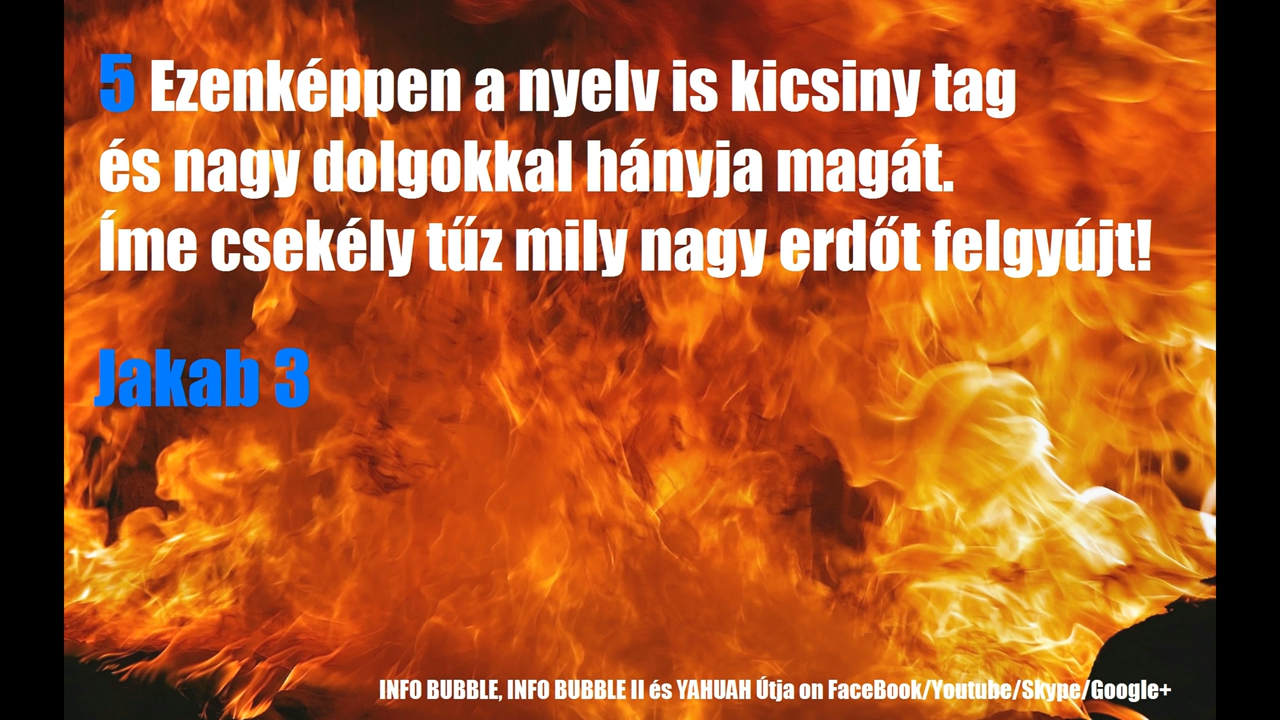 5 Ezenképpen a nyelv is kicsiny tag
és nagy dolgokkal hányja magát.
Íme csekély tűz mily nagy erdőt felgyújt!
Jakab 3
INFO BUBBLE, INFO BUBBLE II és YAHUAH Útja on FaceBook/Youtube/Skype/Google+